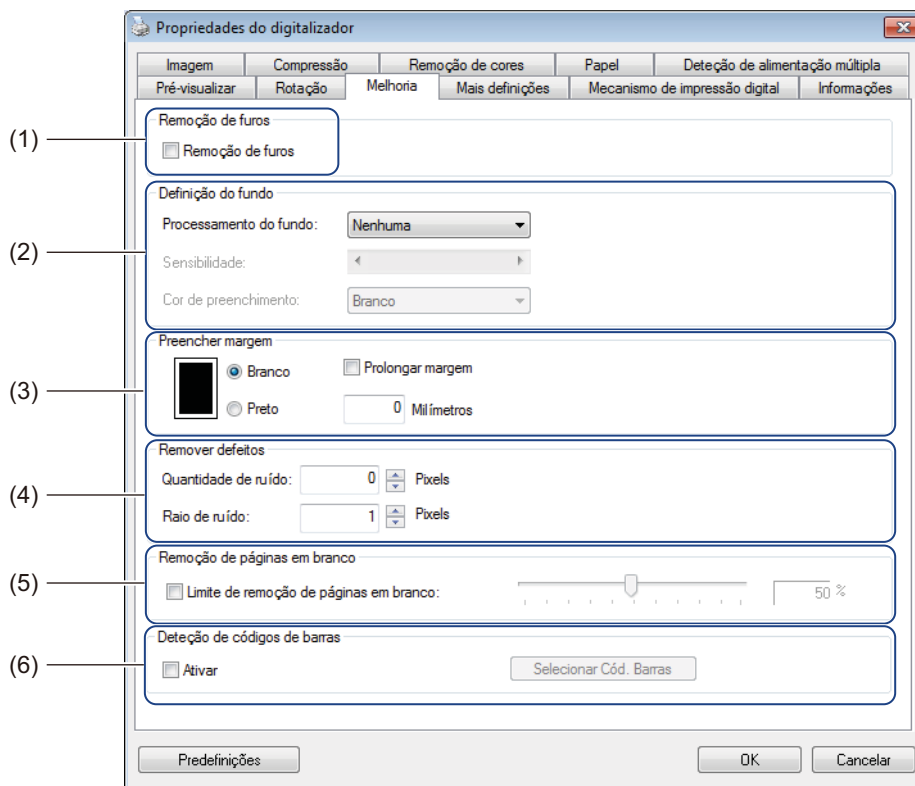 Propriedades do digitalizador
Imagem Compressão Remoção de cores Papel Deteção de alimentação múltipla
Pré-visualizar Rotação Melhoria Mais definições Mecanismo de impressão digital Informações
(1)
Remoção de furos
Remoção de furos
(2)
Definição do fundo
Processamento do fundo: Nenhuma
Sensibilidade:
Cor de preenchimento: Branco
(3)
Preencher margem
Branco Prolongar margem
Preto 0 Milímetros
(4)
Remover defeitos
Quantidade de ruído: 0 Pixels
Raio de ruído: 1 Pixels
(5)
Remoção de páginas em branco
Limite de remoção de páginas em branco: 50 %
(6)
Deteção de códigos de barras
Ativar Selecionar Cód. Barras
Predefinições OK Cancelar